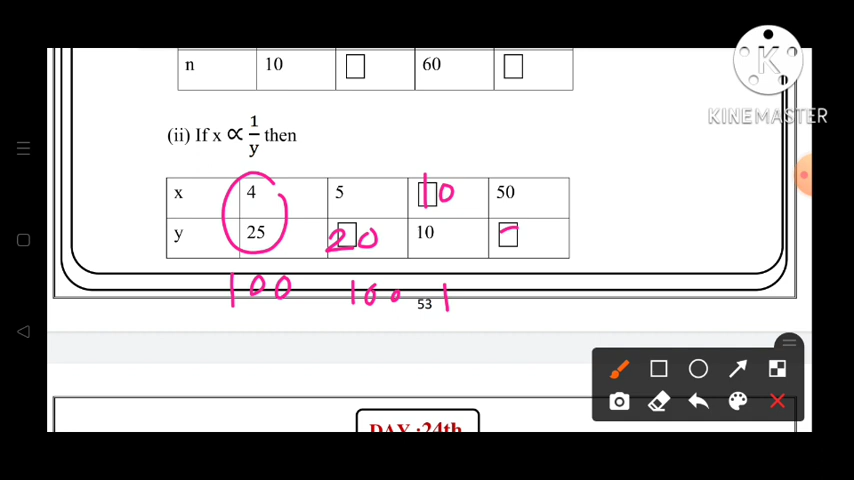 n 10 60
K
KINEMASTER
(ii) If x ∝ 1/y then
x 4 5 10 50
y 25 20 10
100 100 1
53
DAY :24th